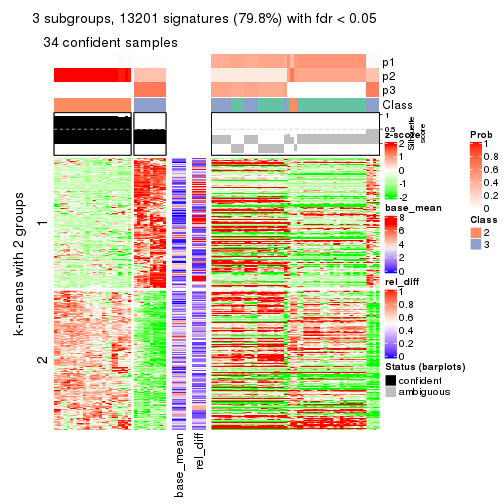 3 subgroups, 13201 signatures (79.8%) with fdr < 0.05
34 confident samples
p1
p2
p3
Class
1
0.5
0
Silhouette
score
z-score
2
1
0
-1
-2
base_mean
8
6
4
2
0
rel_diff
1
0.8
0.6
0.4
0.2
0
Status (barplots)
confident
ambiguous
Prob
1
0.8
0.6
0.4
0.2
0
Class
2
3
k-means with 2 groups
1
2
base_mean
rel_diff